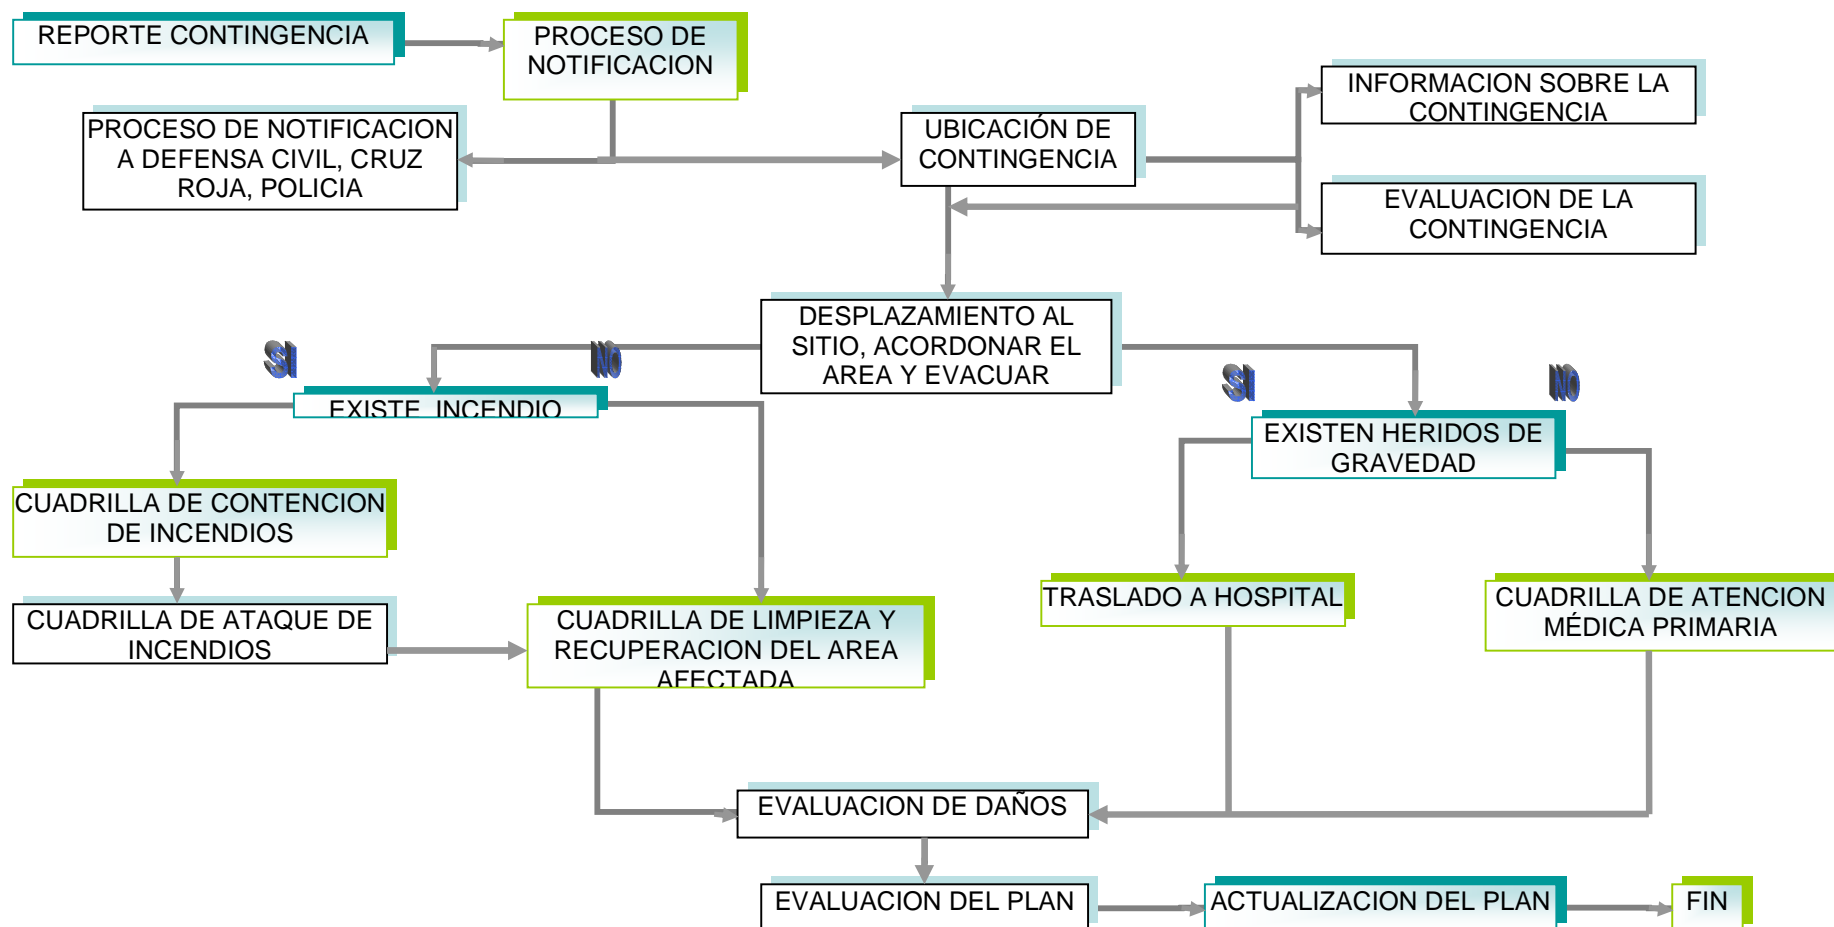 REPORTE CONTINGENCIA
PROCESO DE
NOTIFICACION
PROCESO DE NOTIFICACION
A DEFENSA CIVIL, CRUZ
ROJA, POLICIA
UBICACIÓN DE
CONTINGENCIA
INFORMACION SOBRE LA
CONTINGENCIA
EVALUACION DE LA
CONTINGENCIA
DESPLAZAMIENTO AL
SITIO, ACORDONAR EL
AREA Y EVACUAR
SI
NO
EXISTE INCENDIO
SI
NO
EXISTEN HERIDOS DE
GRAVEDAD
CUADRILLA DE CONTENCION
DE INCENDIOS
CUADRILLA DE ATAQUE DE
INCENDIOS
CUADRILLA DE LIMPIEZA Y
RECUPERACION DEL AREA
AFECTADA
TRASLADO A HOSPITAL
CUADRILLA DE ATENCION
MÉDICA PRIMARIA
EVALUACION DE DAÑOS
EVALUACION DEL PLAN
ACTUALIZACION DEL PLAN
FIN